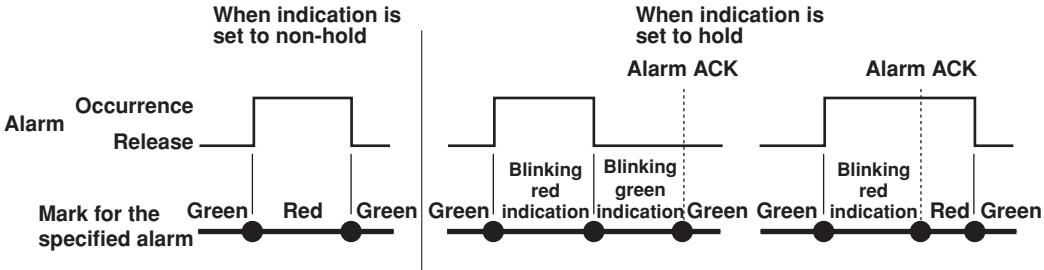 When indication is
set to non-hold
When indication is
set to hold
Alarm ACK
Alarm ACK
Occurrence
Alarm
Release
Blinking
red
indication
Blinking
green
indication
Blinking
red
indication
Mark for the
specified alarm
Green Red Green
Green Green
Green Red Green